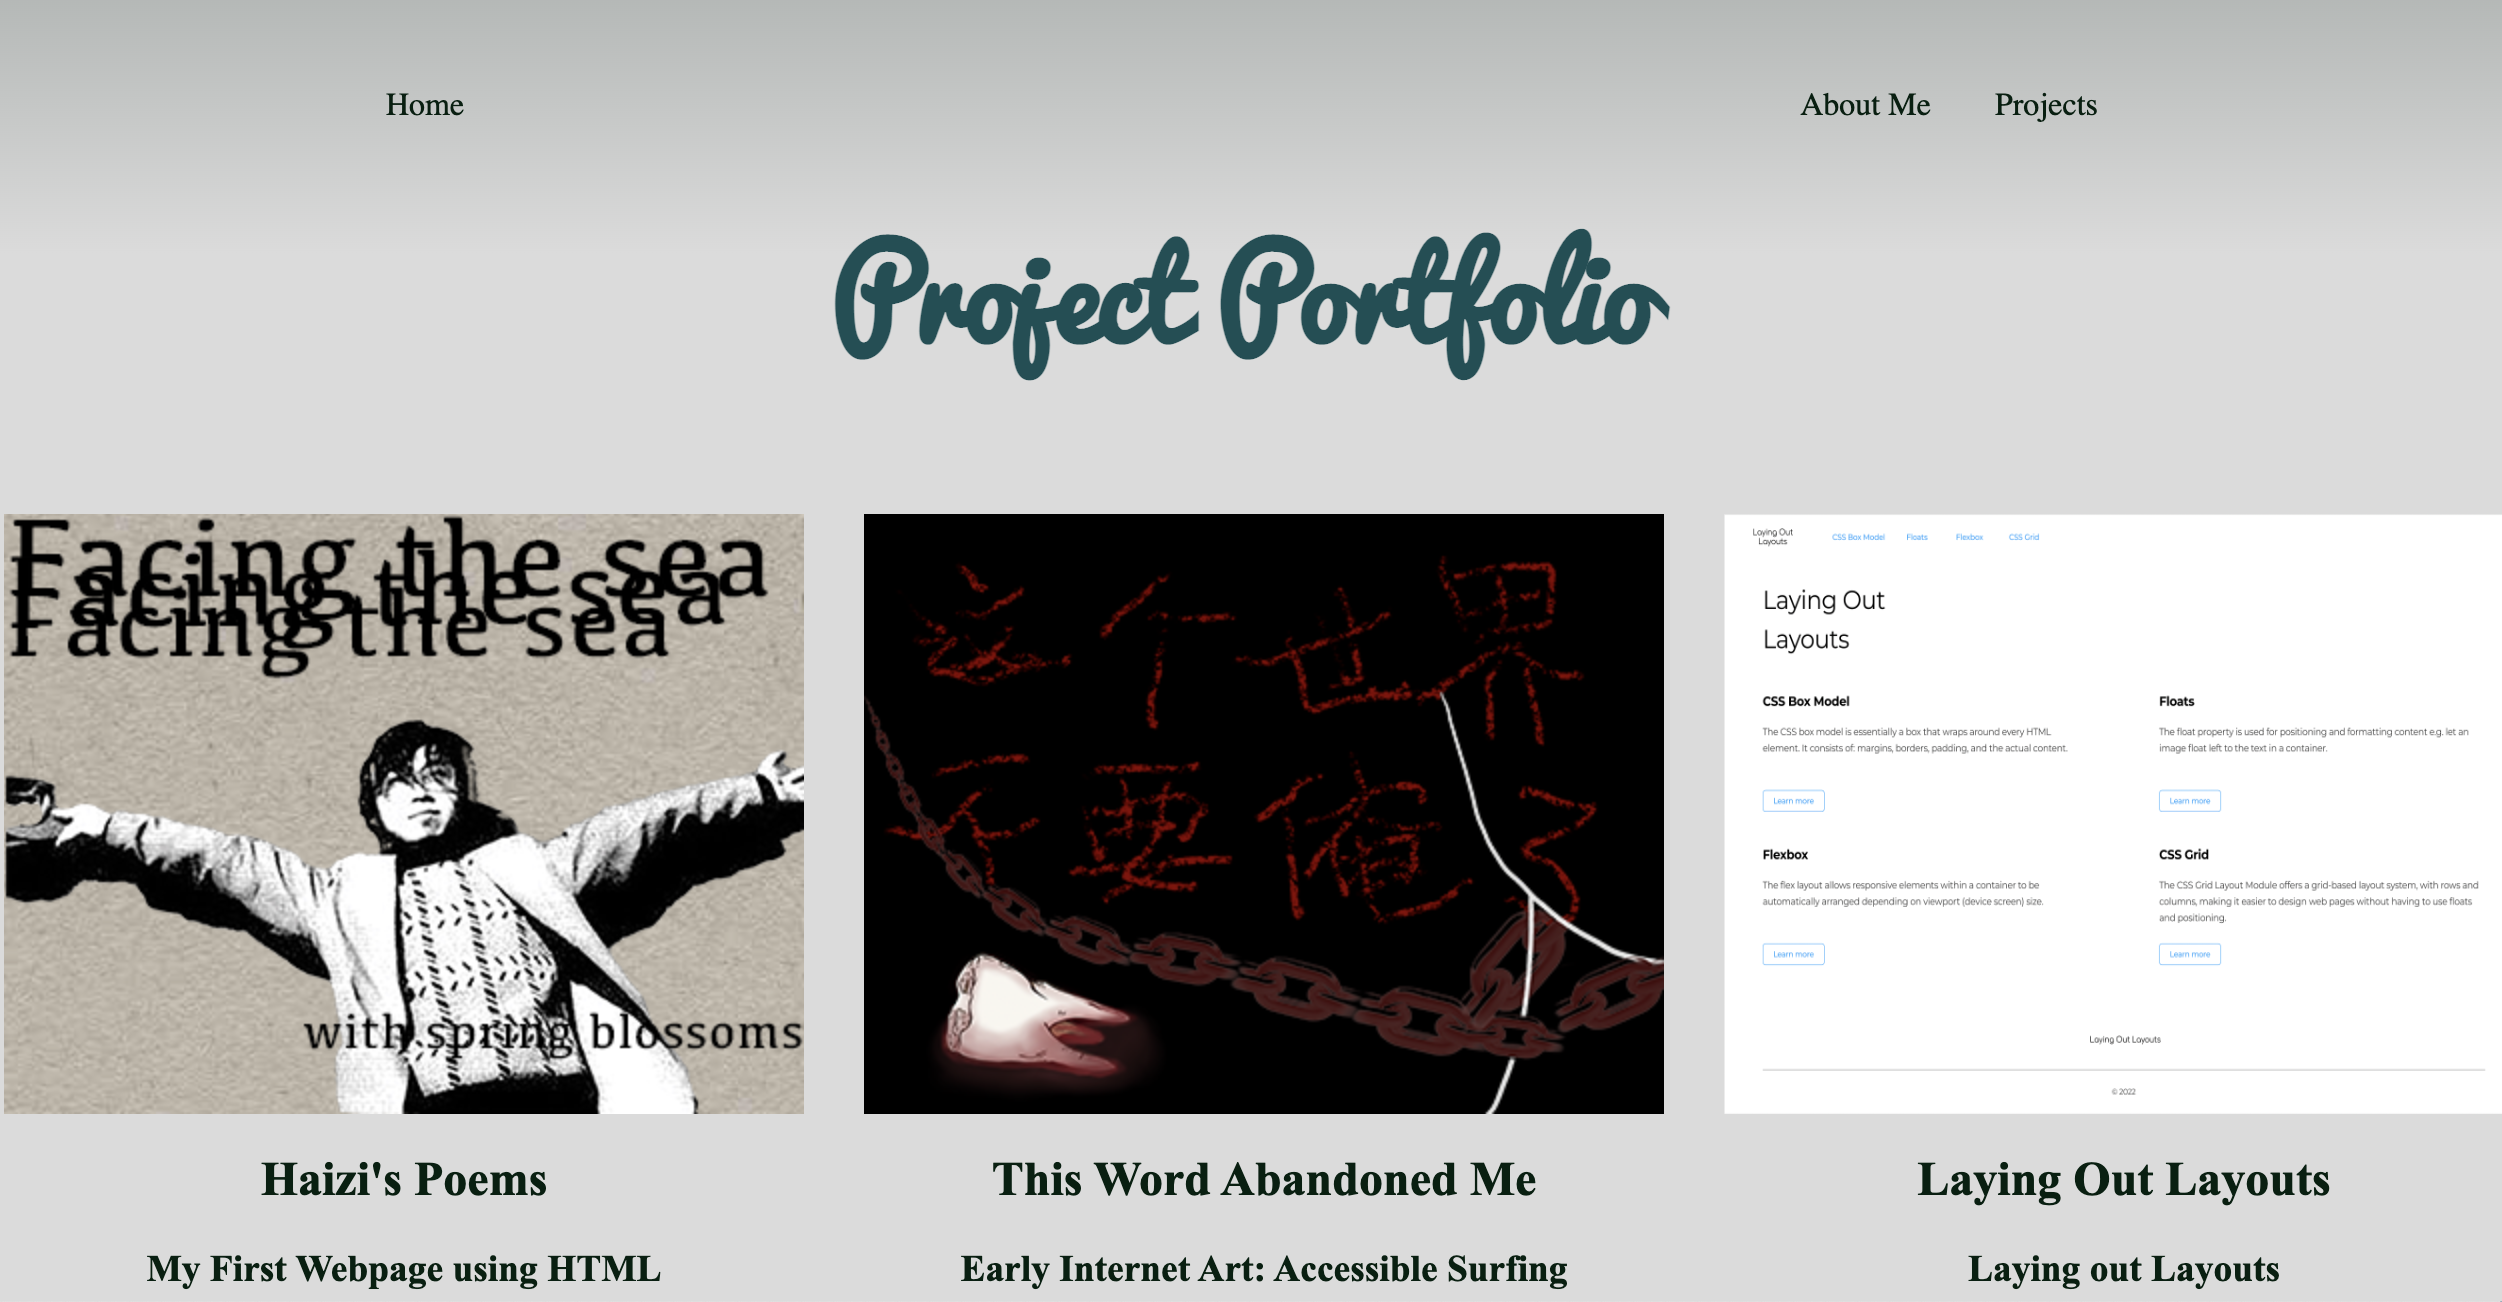 Home
About Me
Projects
Project Portfolio
Facing the sea
Facing the sea
Facing the sea
with spring blossoms
这个世界
不要俺了
Laying Out
Layouts
CSS Box Model
Floats
Flexbox
CSS Grid
Laying Out
Layouts
CSS Box Model
The CSS box model is essentially a box that wraps around every HTML
element. It consists of: margins, borders, padding, and the actual content.
Learn more
Floats
The float property is used for positioning and formatting content e.g. let an
image float left to the text in a container.
Learn more
Flexbox
The flex layout allows responsive elements within a container to be
automatically arranged depending on viewport (device screen) size.
Learn more
CSS Grid
The CSS Grid Layout Module offers a grid-based layout system, with rows and
columns, making it easier to design web pages without having to use floats
and positioning.
Learn more
Laying Out Layouts
© 2022
Haizi's Poems
My First Webpage using HTML
This Word Abandoned Me
Early Internet Art: Accessible Surfing
Laying Out Layouts
Laying out Layouts